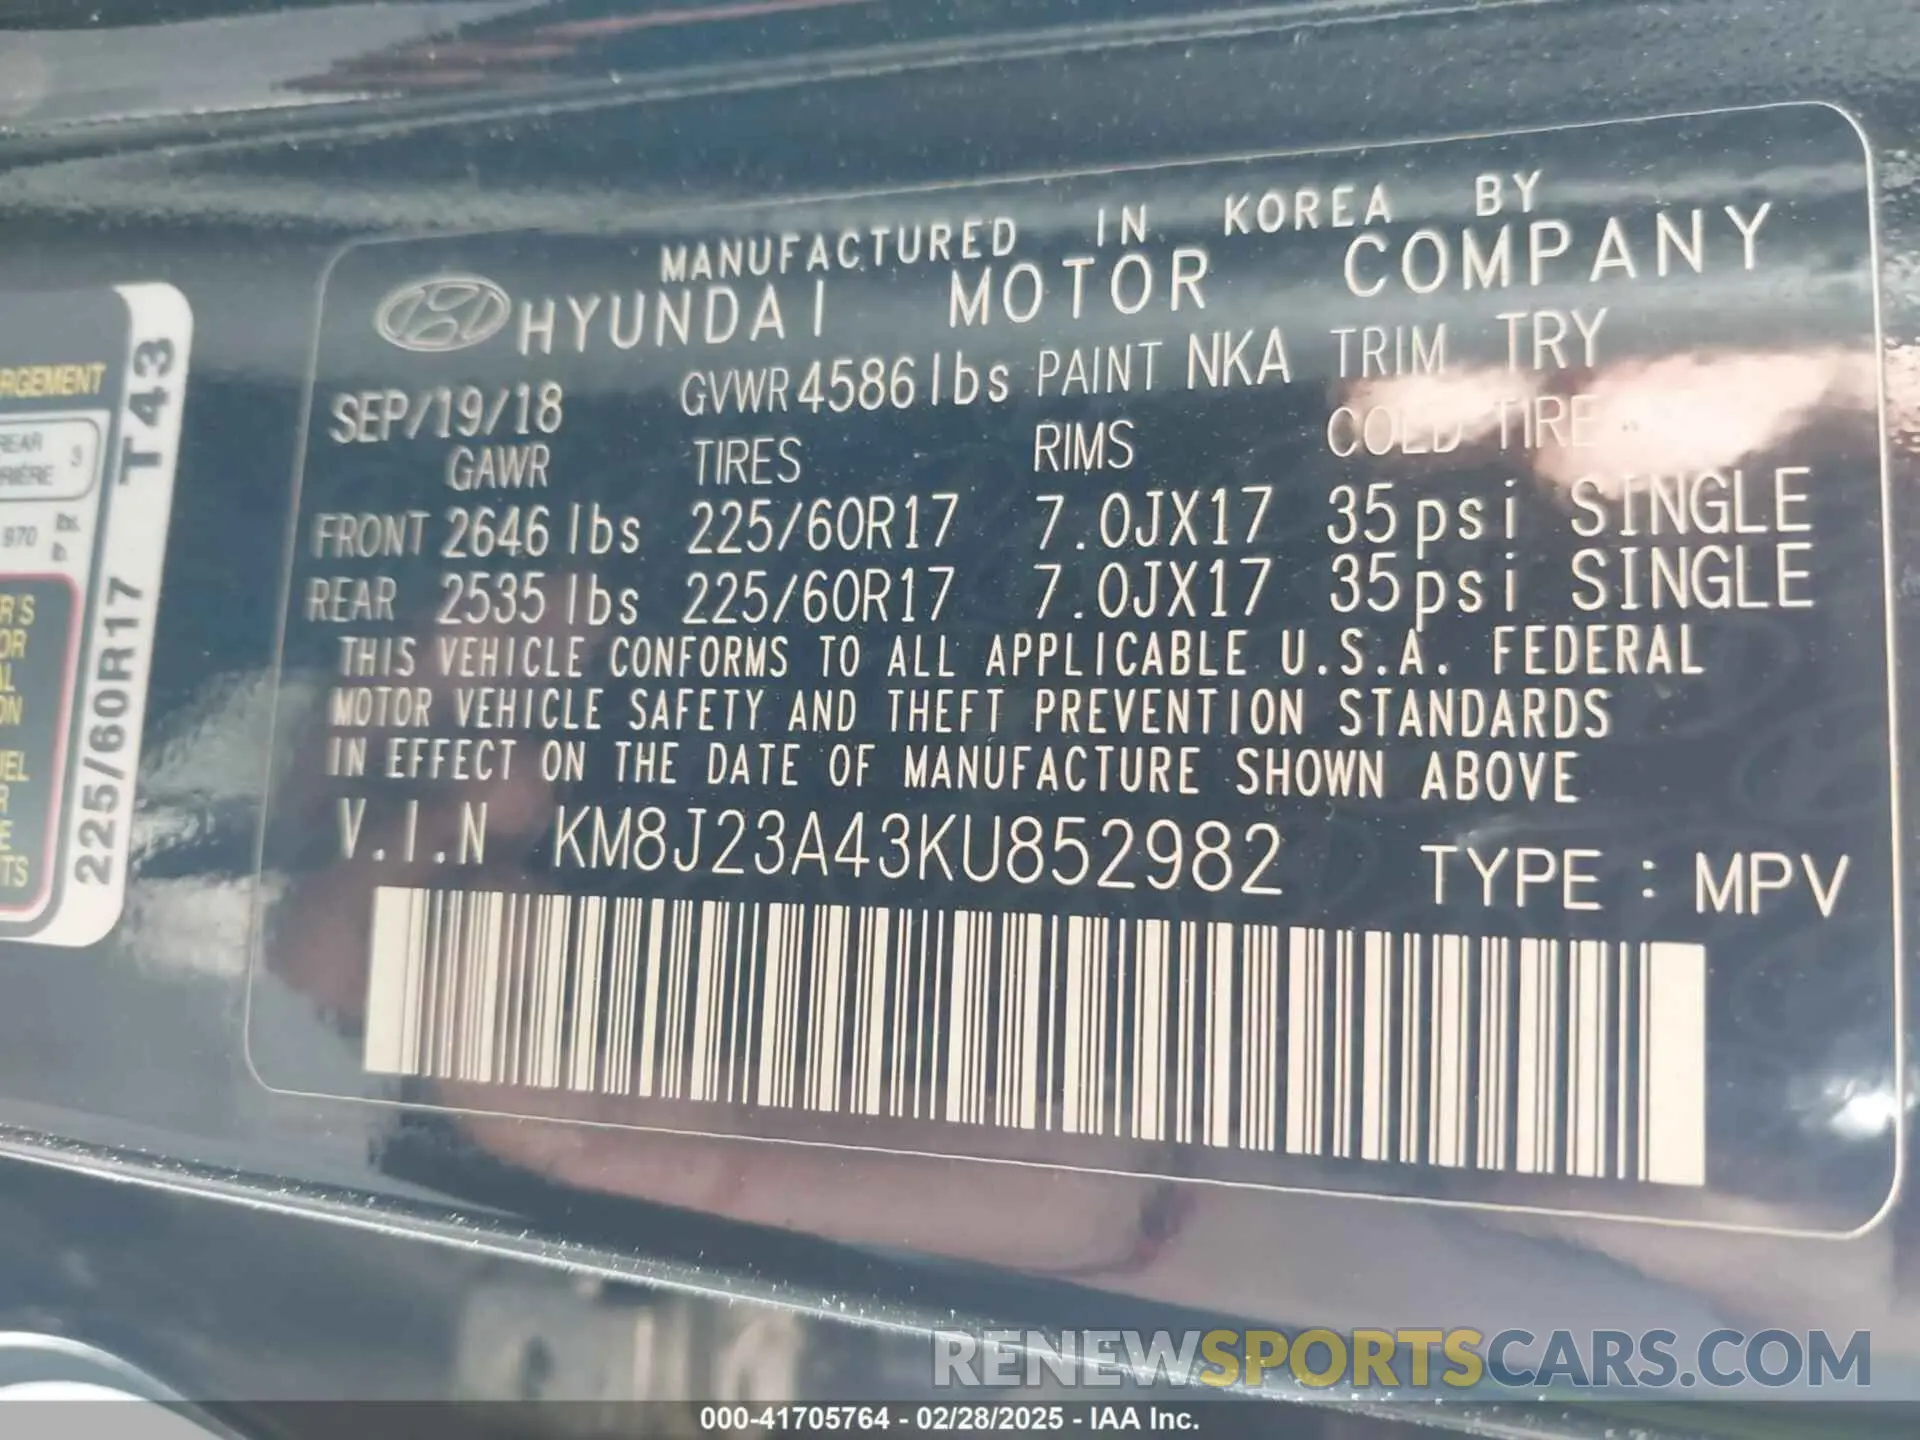 MANUFACTURED IN KOREA BY
HYUNDAI MOTOR COMPANY
SEP/19/18 GVWR 4586 lbs PAINT NKA TRIM TRY
GAWR TIRES RIMS COLD TIRE
FRONT 2646 lbs 225/60R17 7.0JX17 35psi SINGLE
REAR 2535 lbs 225/60R17 7.0JX17 35psi SINGLE
THIS VEHICLE CONFORMS TO ALL APPLICABLE U.S.A. FEDERAL
MOTOR VEHICLE SAFETY AND THEFT PREVENTION STANDARDS
IN EFFECT ON THE DATE OF MANUFACTURE SHOWN ABOVE
V.I.N KM8J23A43KU852982 TYPE : MPV
REAR 3
970 lbs.
225/60R17 T43
RENEWSPORTSCARS.COM
000-41705764 - 02/28/2025 - IAA Inc.